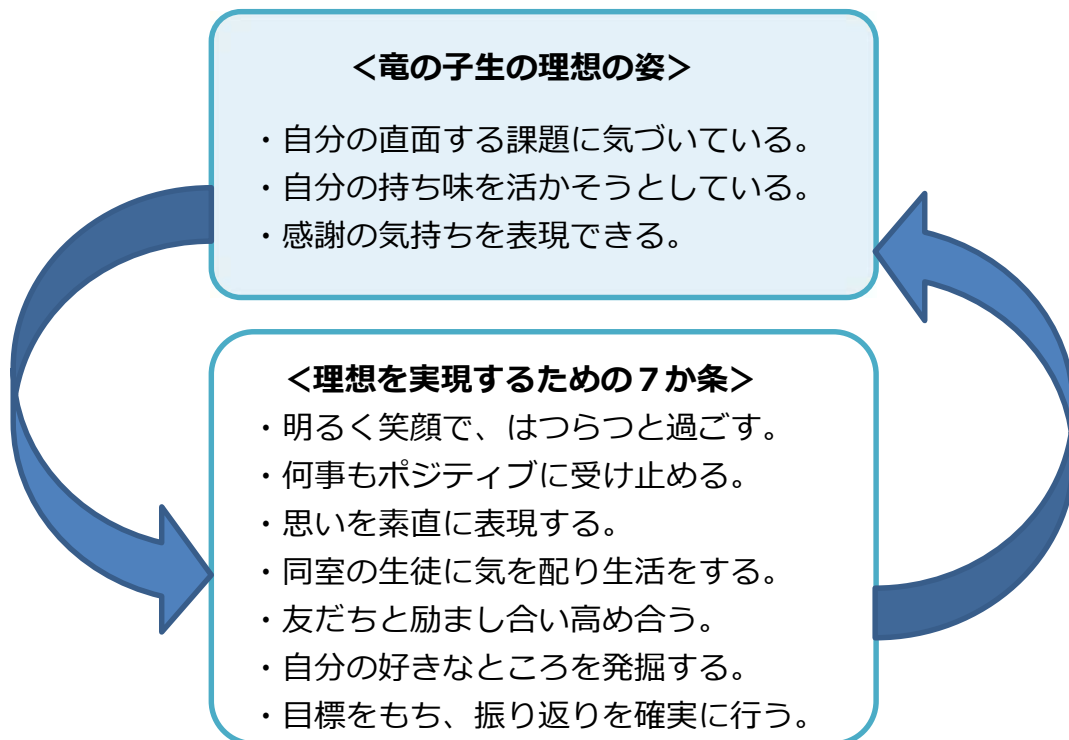 ＜竜の子生の理想の姿＞
・自分の直面する課題に気づいている。
・自分の持ち味を活かそうとしている。
・感謝の気持ちを表現できる。
＜理想を実現するための７か条＞
・明るく笑顔で、はつらつと過ごす。
・何事もポジティブに受け止める。
・思いを素直に表現する。
・同室の生徒に気を配り生活をする。
・友だちと励まし合い高め合う。
・自分の好きなところを発掘する。
・目標をもち、振り返りを確実に行う。